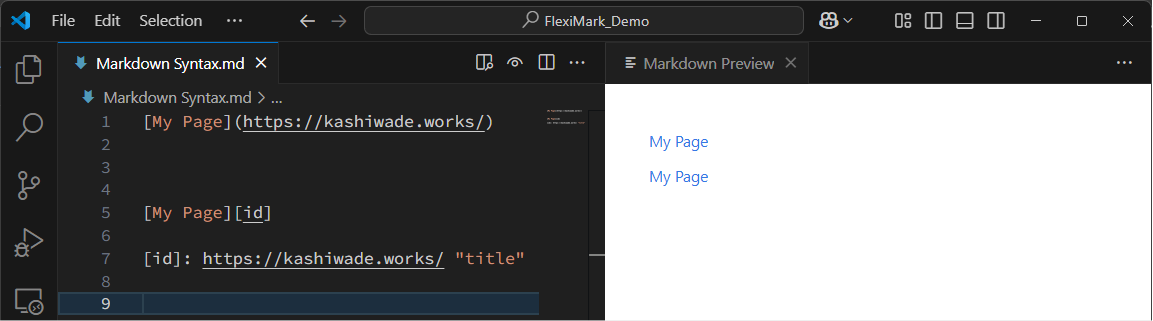 File Edit Selection ··· FlexiMark_Demo
Markdown Syntax.md
Markdown Preview
Markdown Syntax.md > ...
1 [My Page](https://kashiwade.works/)
2
3
4
5 [My Page][id]
6
7 [id]: https://kashiwade.works/ "title"
8
9
My Page
My Page